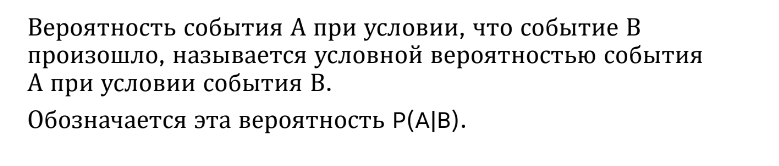 Вероятность события А при условии, что событие В
произошло, называется условной вероятностью события
А при условии события В.
Обозначается эта вероятность P(A|B).